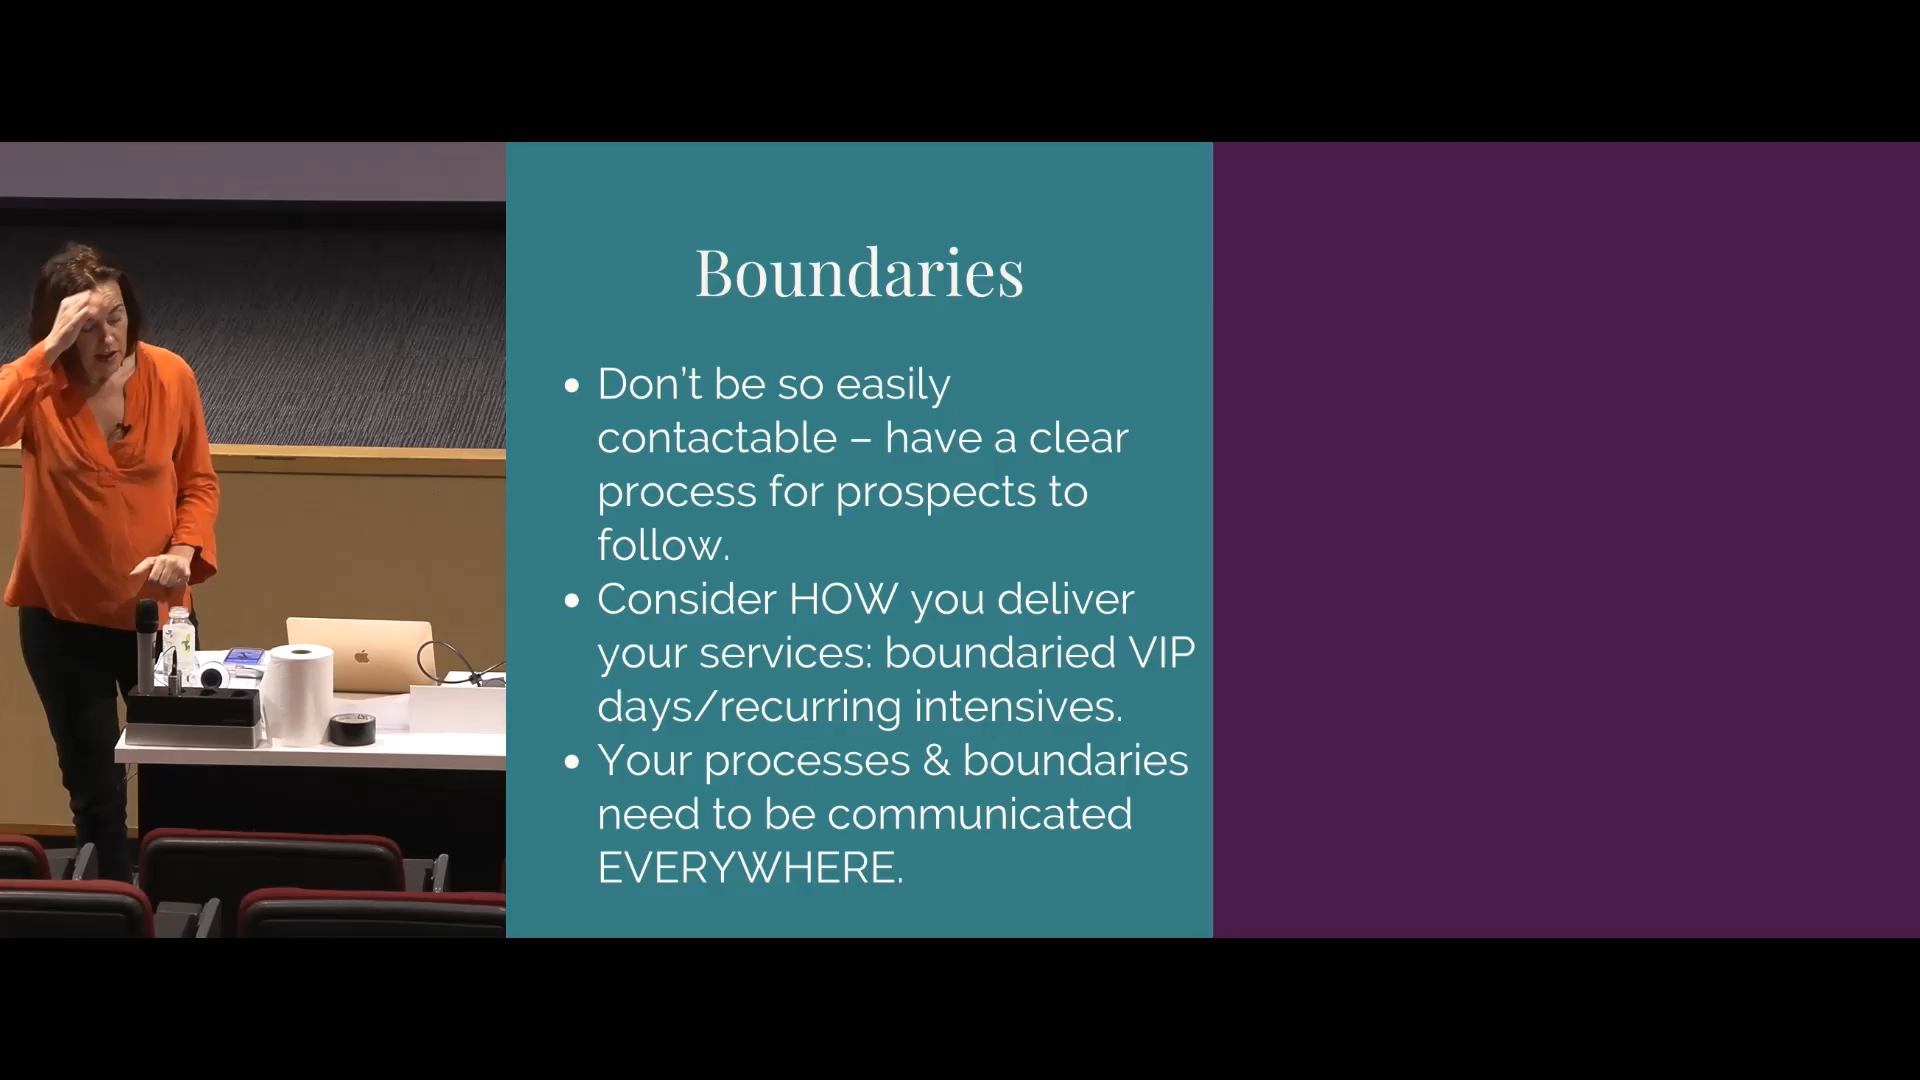 Boundaries
• Don’t be so easily
contactable – have a clear
process for prospects to
follow.
• Consider HOW you deliver
your services: boundaried VIP
days/recurring intensives.
• Your processes & boundaries
need to be communicated
EVERYWHERE.